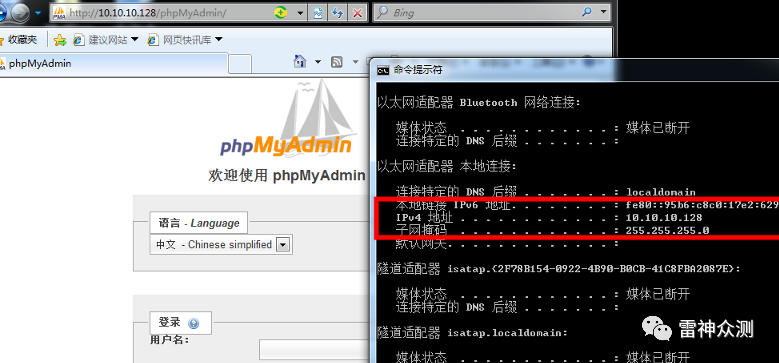 http://10.10.10.128/phpMyAdmin/
Bing
收藏夹
建议网站
网页快讯库
phpMyAdmin
phpMyAdmin
欢迎使用 phpMyAdmin
语言 - Language
中文 - Chinese simplified
登录
用户名:
命令提示符
以太网适配器 Bluetooth 网络连接:
媒体状态 . . . . . . . . . . . . : 媒体已断开
连接特定的 DNS 后缀 . . . . . . . :
以太网适配器 本地连接:
连接特定的 DNS 后缀 . . . . . . . : localdomain
本地链接 IPv6 地址. . . . . . . . : fe80::95b6:c8c0:17e2:629
IPv4 地址 . . . . . . . . . . . . : 10.10.10.128
子网掩码 . . . . . . . . . . . . : 255.255.255.0
默认网关. . . . . . . . . . . . . :
隧道适配器 isatap.{2F78B154-0922-4B90-B0CB-41C8FBA2087E}:
媒体状态 . . . . . . . . . . . . : 媒体已断开
连接特定的 DNS 后缀 . . . . . . . :
隧道适配器 isatap.localdomain:
媒体状态 . . . . . . . . . . . . : 媒体已断开
雷神众测